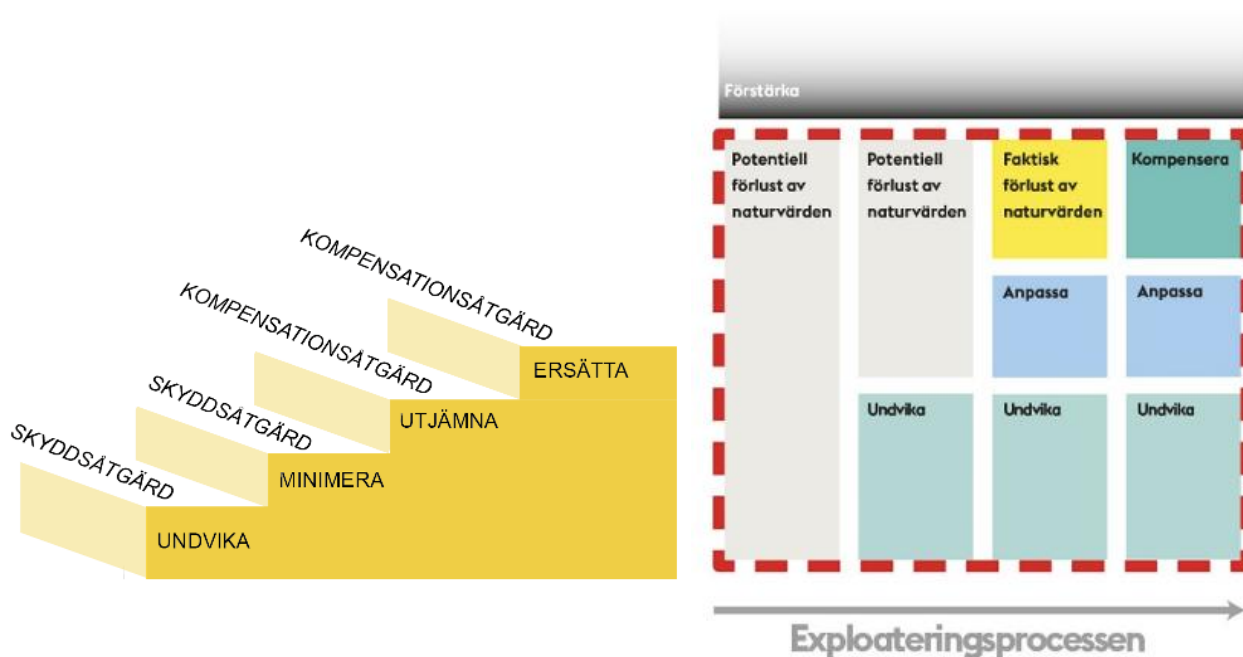 KOMPENSATIONSÅTGÄRD
KOMPENSATIONSÅTGÄRD
SKYDDSÅTGÄRD
SKYDDSÅTGÄRD
ERSÄTTA
UTJÄMNA
MINIMERA
UNDVIKA
Förstärka
Potentiell
förlust av
naturvärden
Potentiell
förlust av
naturvärden
Faktisk
förlust av
naturvärden
Kompensera
Anpassa
Anpassa
Undvika
Undvika
Undvika
Exploateringsprocessen